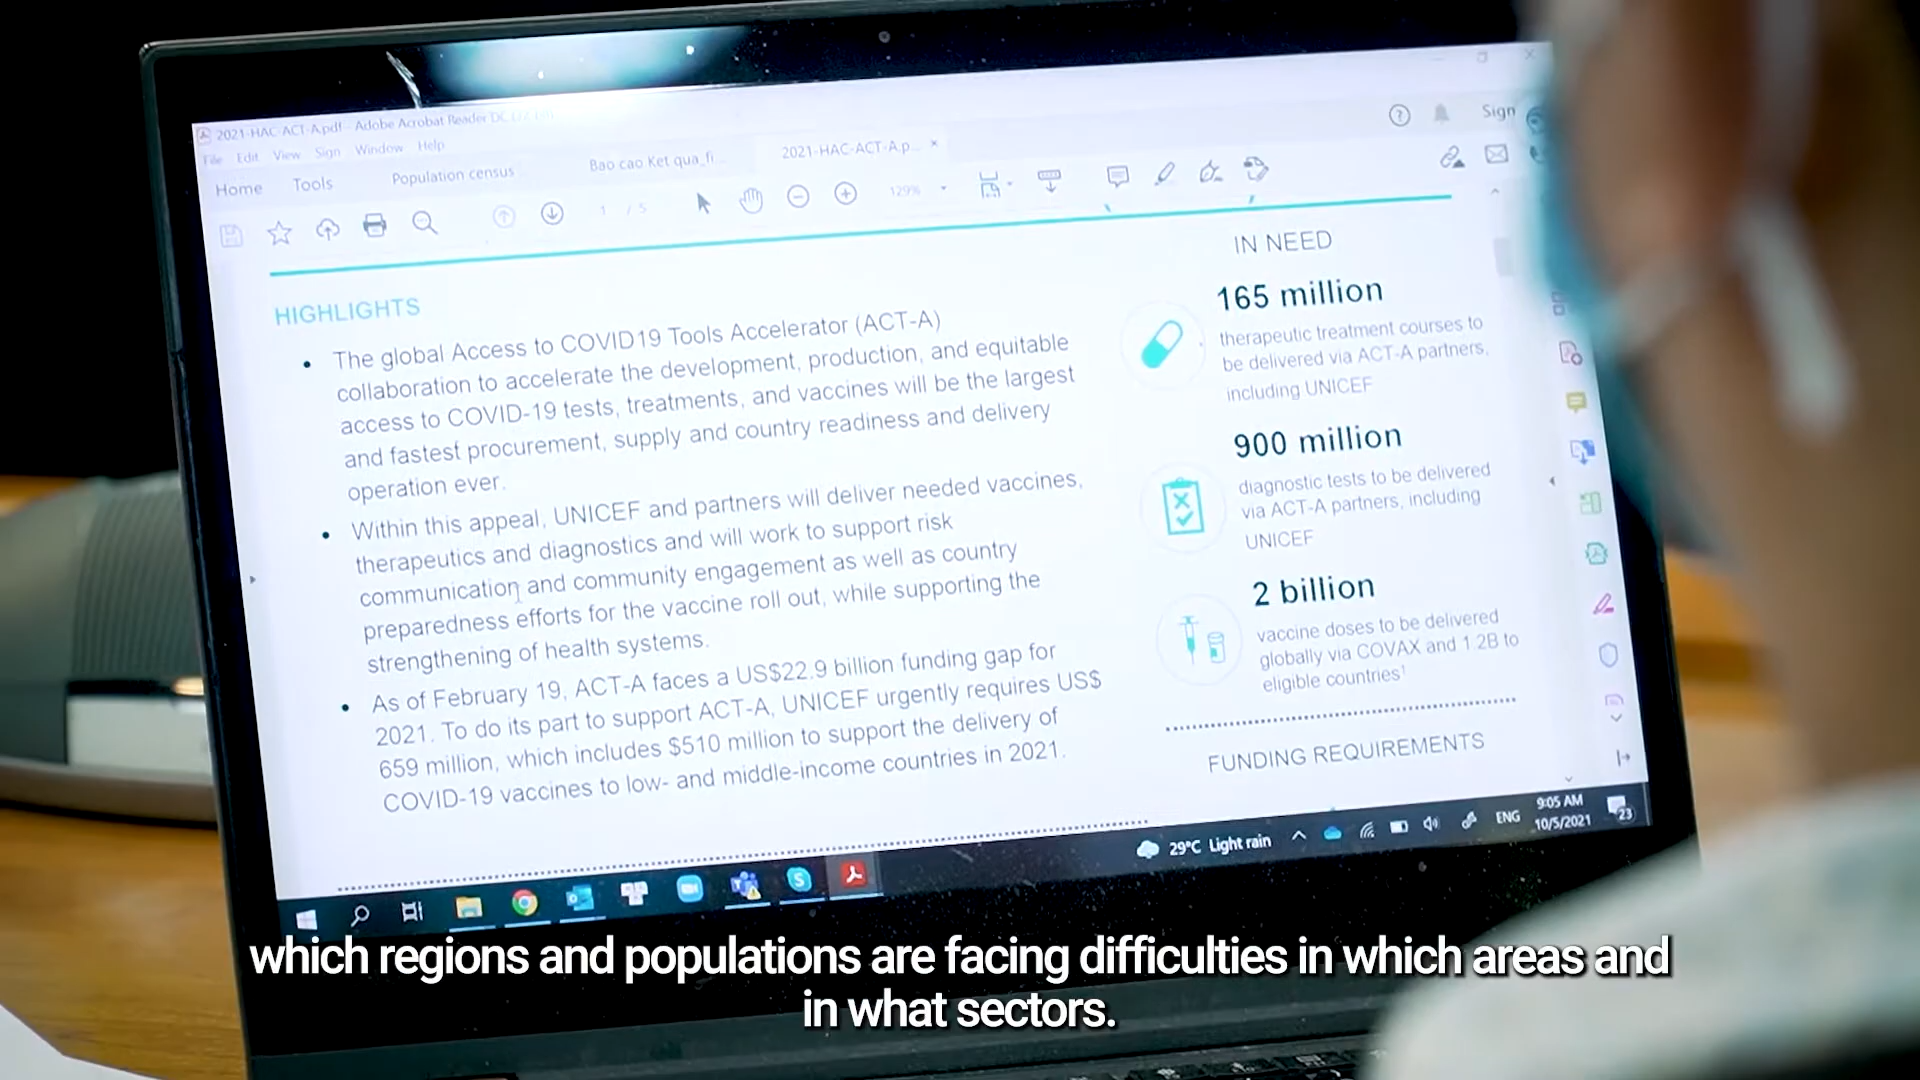 2021-HAC-ACT-A.pdf - Adobe Acrobat Reader DC
File Edit View Sign Window Help
Home Tools Population census Bao cao Ket qua_fi... 2021-HAC-ACT-A.p... ×
Sign
1 / 5 129%
HIGHLIGHTS
• The global Access to COVID19 Tools Accelerator (ACT-A)
collaboration to accelerate the development, production, and equitable
access to COVID-19 tests, treatments, and vaccines will be the largest
and fastest procurement, supply and country readiness and delivery
operation ever.
• Within this appeal, UNICEF and partners will deliver needed vaccines,
therapeutics and diagnostics and will work to support risk
communication and community engagement as well as country
preparedness efforts for the vaccine roll out, while supporting the
strengthening of health systems.
• As of February 19, ACT-A faces a US$22.9 billion funding gap for
2021. To do its part to support ACT-A, UNICEF urgently requires US$
659 million, which includes $510 million to support the delivery of
COVID-19 vaccines to low- and middle-income countries in 2021.
IN NEED
165 million
therapeutic treatment courses to
be delivered via ACT-A partners,
including UNICEF
900 million
diagnostic tests to be delivered
via ACT-A partners, including
UNICEF
2 billion
vaccine doses to be delivered
globally via COVAX and 1.2B to
eligible countries¹
FUNDING REQUIREMENTS
29°C Light rain
ENG
9:05 AM
10/5/2021
23
which regions and populations are facing difficulties in which areas and
in what sectors.